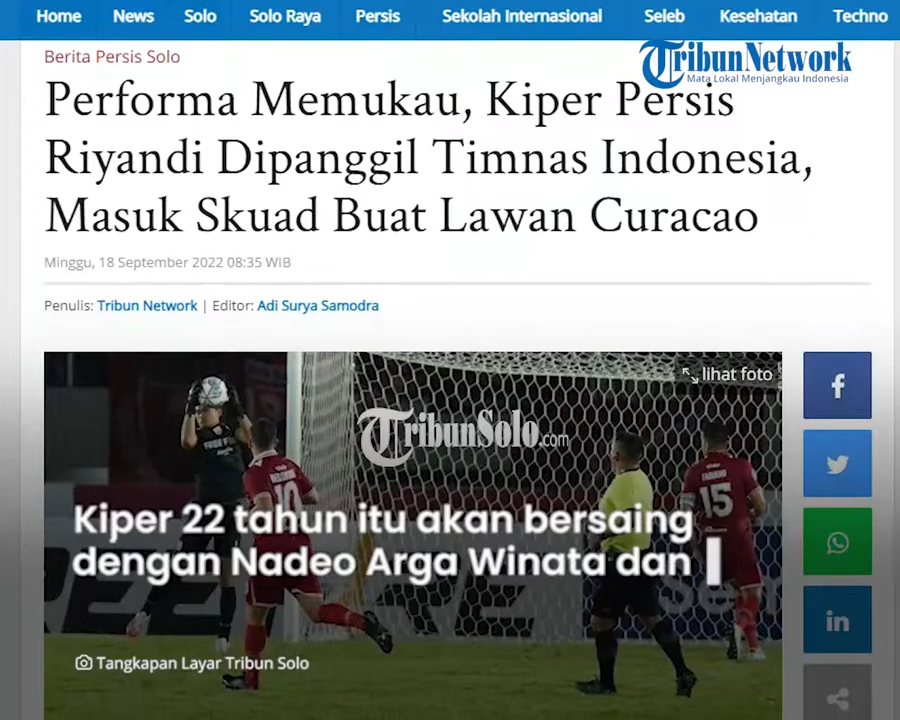 Home News Solo Solo Raya Persis Sekolah Internasional Seleb Kesehatan Techno
Berita Persis Solo
TribunNetwork
Mata Lokal Menjangkau Indonesia
Performa Memukau, Kiper Persis
Riyandi Dipanggil Timnas Indonesia,
Masuk Skuad Buat Lawan Curacao
Minggu, 18 September 2022 08:35 WIB
Penulis: Tribun Network | Editor: Adi Surya Samodra
lihat foto
TribunSolo.com
10
15
Kiper 22 tahun itu akan bersaing
dengan Nadeo Arga Winata dan
Tangkapan Layar Tribun Solo